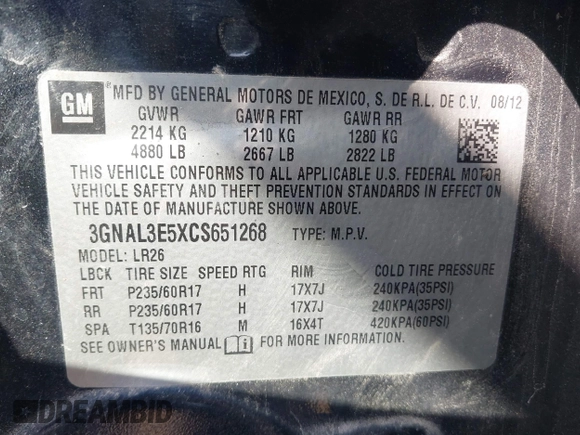 GM
MFD BY GENERAL MOTORS DE MEXICO, S. DE R.L. DE C.V. 08/12
GVWR GAWR FRT GAWR RR
2214 KG 1210 KG 1280 KG
4880 LB 2667 LB 2822 LB
THIS VEHICLE CONFORMS TO ALL APPLICABLE U.S. FEDERAL MOTOR
VEHICLE SAFETY AND THEFT PREVENTION STANDARDS IN EFFECT ON
THE DATE OF MANUFACTURE SHOWN ABOVE.
3GNAL3E5XCS651268 TYPE: M.P.V.
MODEL: LR26
LBCK TIRE SIZE SPEED RTG RIM COLD TIRE PRESSURE
FRT P235/60R17 H 17X7J 240KPA(35PSI)
RR P235/60R17 H 17X7J 240KPA(35PSI)
SPA T135/70R16 M 16X4T 420KPA(60PSI)
SEE OWNER'S MANUAL FOR MORE INFORMATION.
DREAMBID